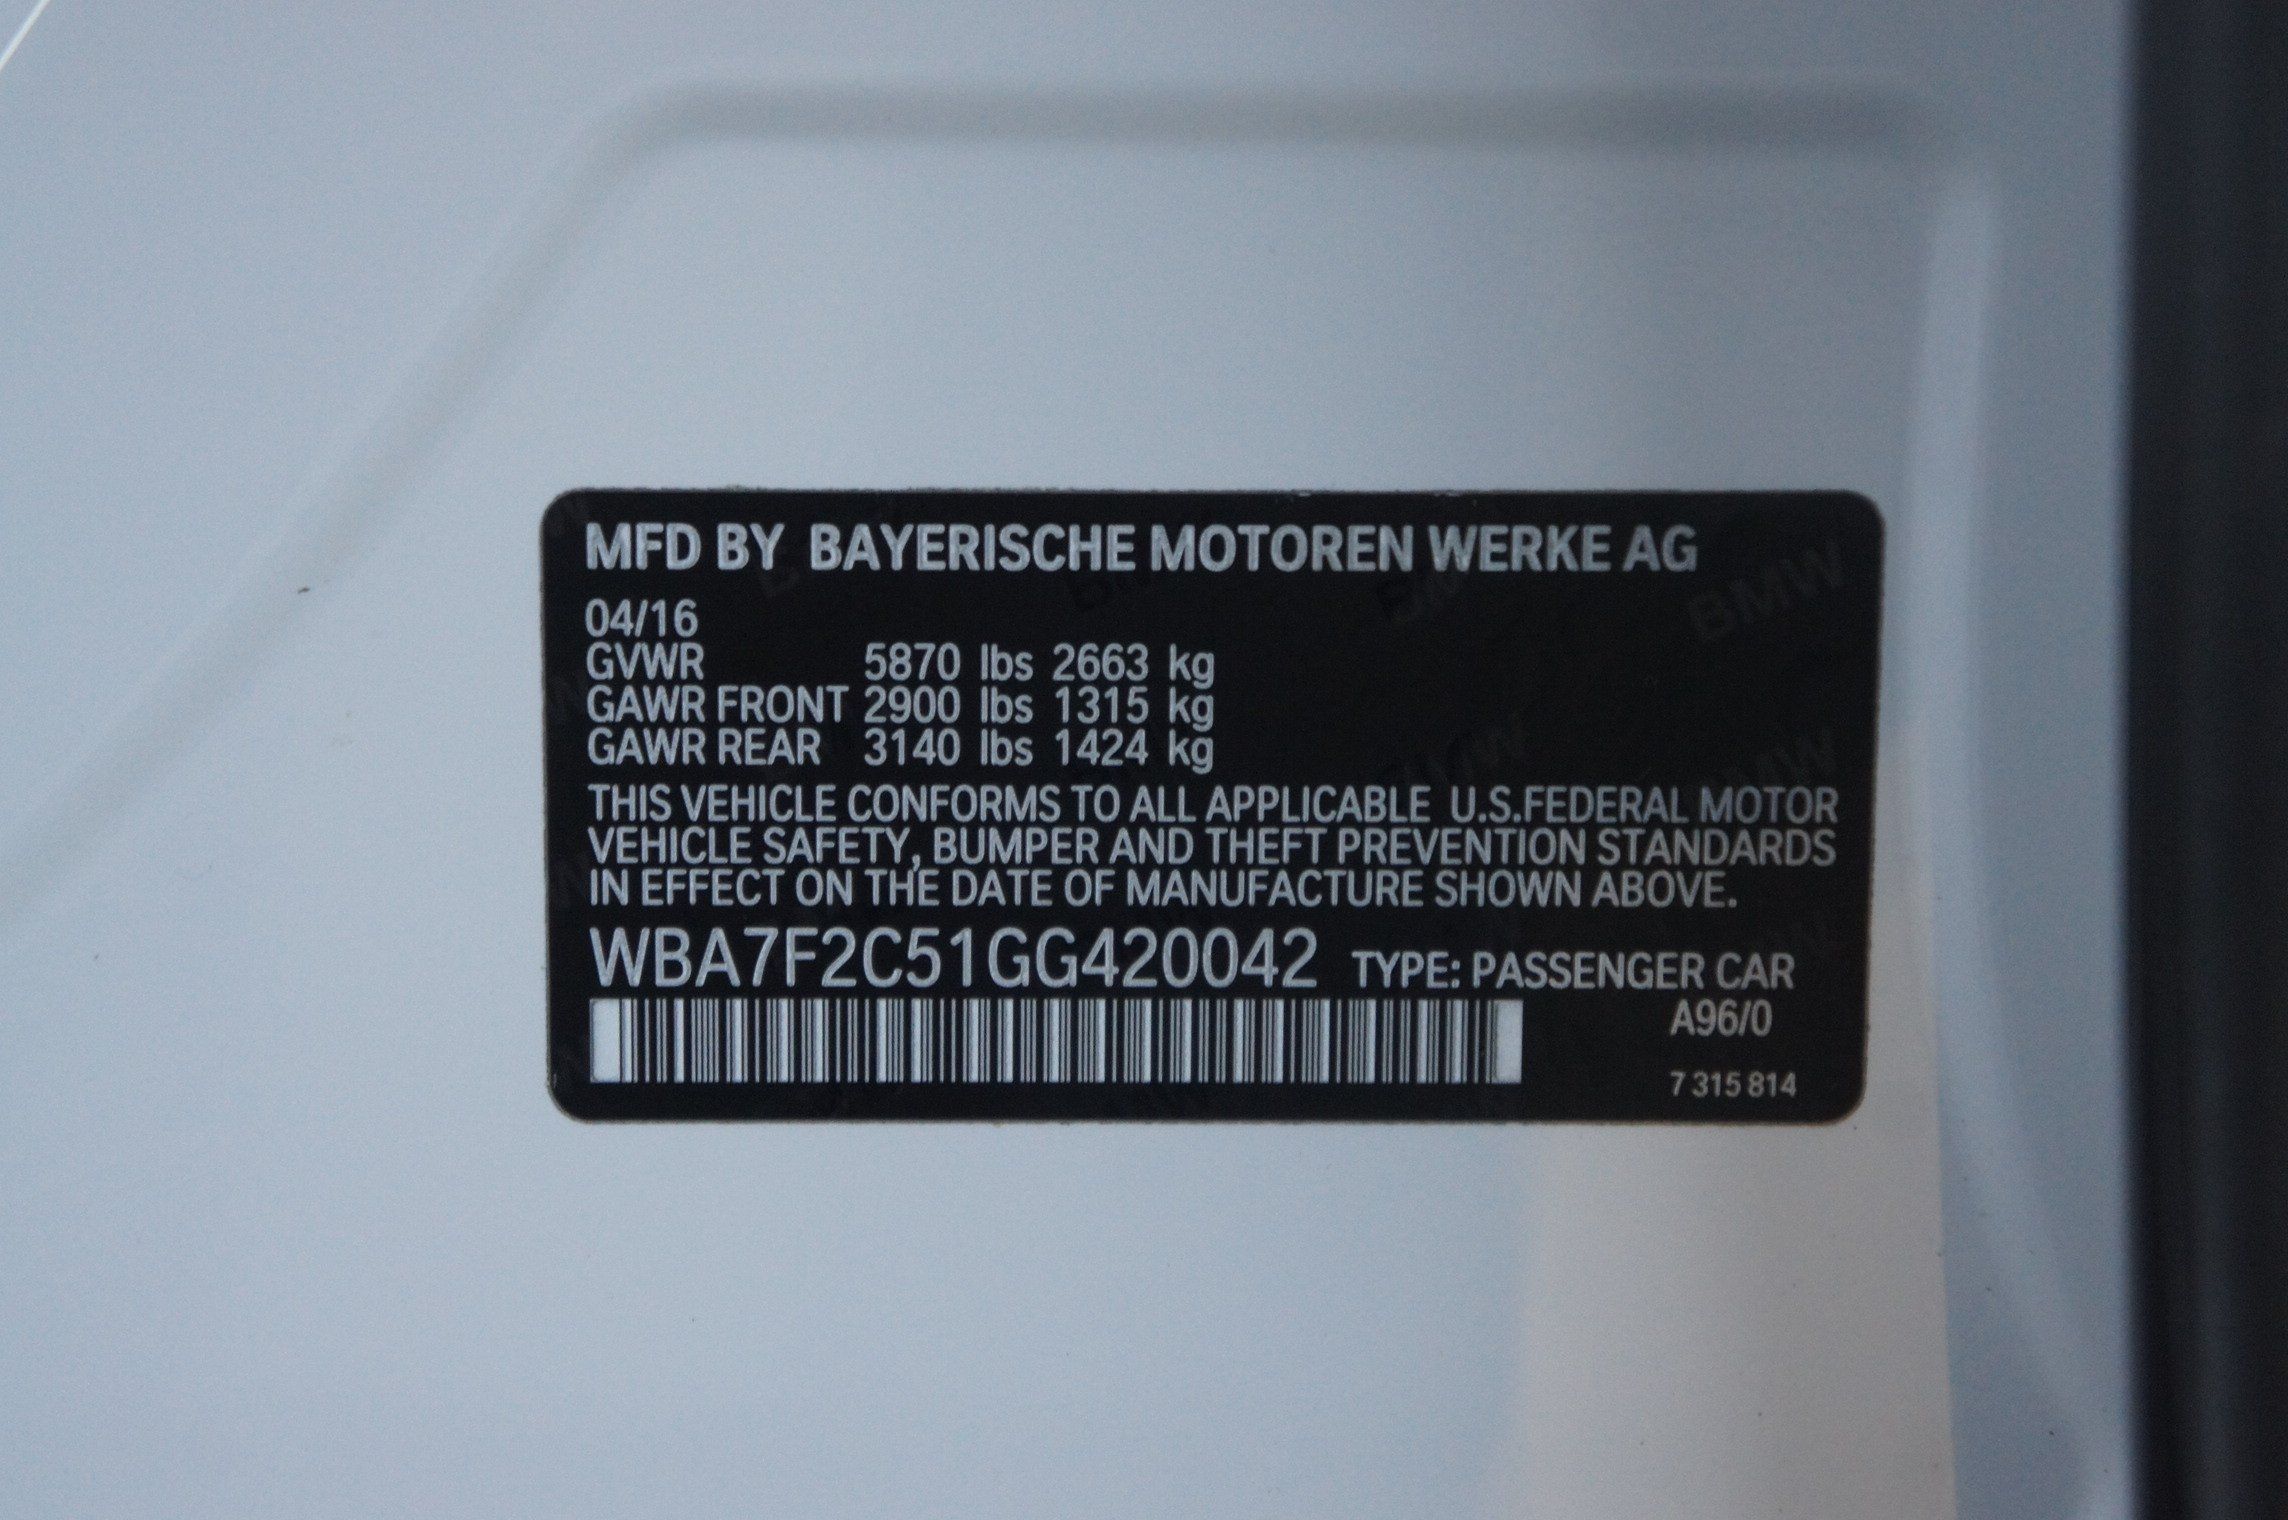 MFD BY BAYERISCHE MOTOREN WERKE AG
04/16
GVWR 5870 lbs 2663 kg
GAWR FRONT 2900 lbs 1315 kg
GAWR REAR 3140 lbs 1424 kg
THIS VEHICLE CONFORMS TO ALL APPLICABLE U.S.FEDERAL MOTOR
VEHICLE SAFETY, BUMPER AND THEFT PREVENTION STANDARDS
IN EFFECT ON THE DATE OF MANUFACTURE SHOWN ABOVE.
WBA7F2C51GG420042 TYPE: PASSENGER CAR
A96/0
7 315 814